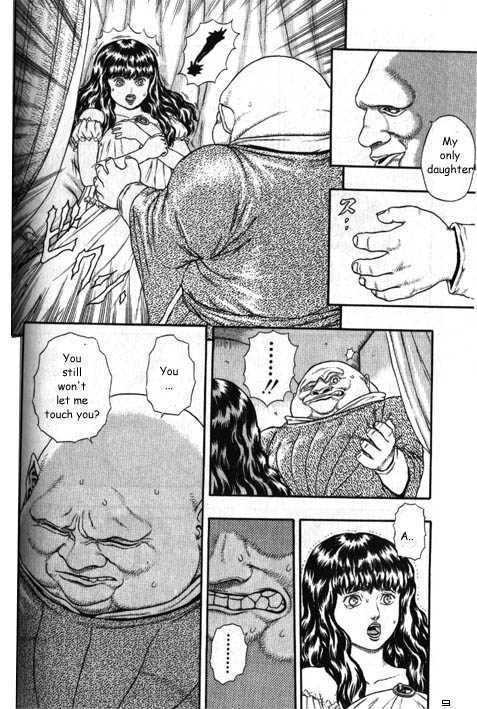 My
only
daughter
ス…
…!
……!!
You
...
You
still
won't
let me
touch you?
A..
………
9